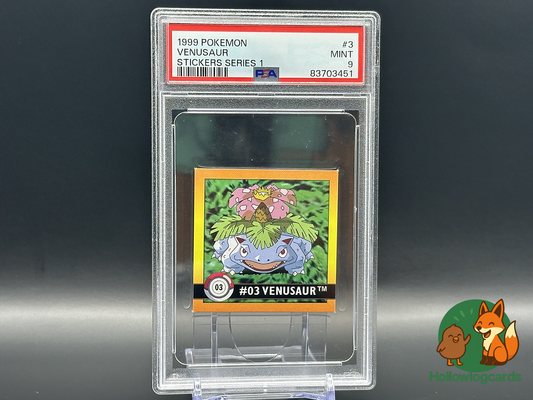 1999 POKEMON #3
VENUSAUR MINT
STICKERS SERIES 1 9
PSA 83703451
03
#03 VENUSAUR™
Hollowlogcards